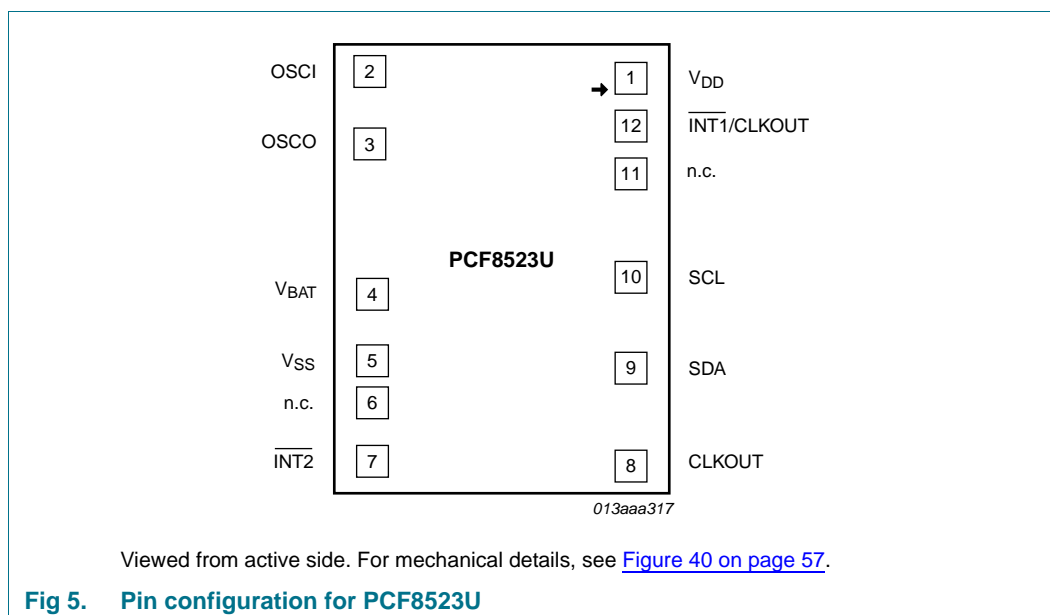 OSCI 2 1 VDD
12 INT1/CLKOUT
OSCO 3
11 n.c.
PCF8523U
10 SCL
VBAT 4
VSS 5
9 SDA
n.c. 6
INT2 7 8 CLKOUT
013aaa317
Viewed from active side. For mechanical details, see Figure 40 on page 57.
Fig 5. Pin configuration for PCF8523U